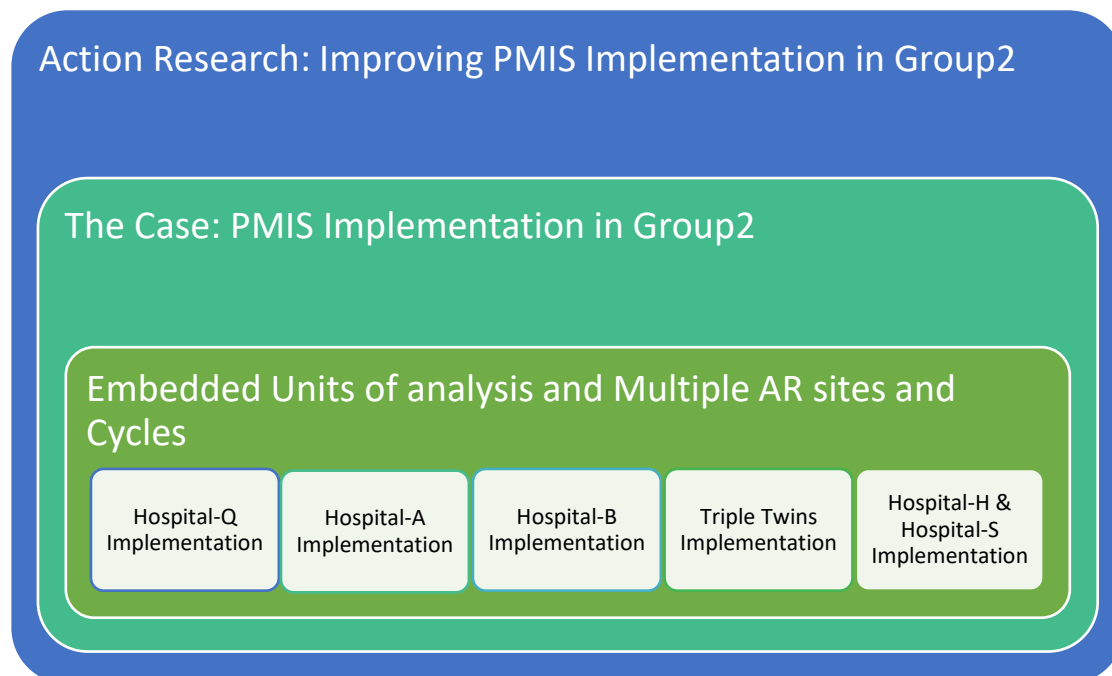 Action Research: Improving PMIS Implementation in Group2
The Case: PMIS Implementation in Group2
Embedded Units of analysis and Multiple AR sites and
Cycles
Hospital-Q
Implementation
Hospital-A
Implementation
Hospital-B
Implementation
Triple Twins
Implementation
Hospital-H &
Hospital-S
Implementation